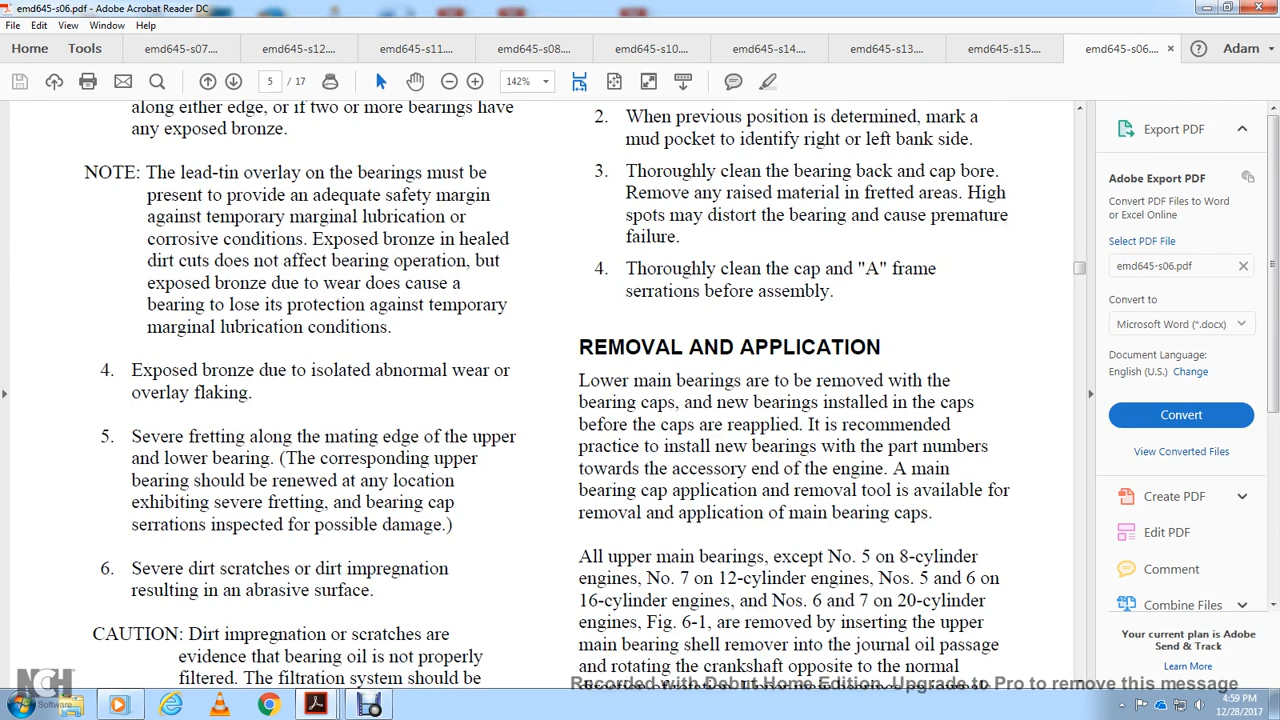 emd645-s06.pdf - Adobe Acrobat Reader DC
File Edit View Window Help
Home Tools emd645-s07.... emd645-s12.... emd645-s11.... emd645-s08.... emd645-s10.... emd645-s14.... emd645-s13.... emd645-s15.... emd645-s06.... × Adam
5 / 17 142%
along either edge, or if two or more bearings have
any exposed bronze.
NOTE: The lead-tin overlay on the bearings must be
present to provide an adequate safety margin
against temporary marginal lubrication or
corrosive conditions. Exposed bronze in healed
dirt cuts does not affect bearing operation, but
exposed bronze due to wear does cause a
bearing to lose its protection against temporary
marginal lubrication conditions.
4. Exposed bronze due to isolated abnormal wear or
overlay flaking.
5. Severe fretting along the mating edge of the upper
and lower bearing. (The corresponding upper
bearing should be renewed at any location
exhibiting severe fretting, and bearing cap
serrations inspected for possible damage.)
6. Severe dirt scratches or dirt impregnation
resulting in an abrasive surface.
CAUTION: Dirt impregnation or scratches are
evidence that bearing oil is not properly
filtered. The filtration system should be
2. When previous position is determined, mark a
mud pocket to identify right or left bank side.
3. Thoroughly clean the bearing back and cap bore.
Remove any raised material in fretted areas. High
spots may distort the bearing and cause premature
failure.
4. Thoroughly clean the cap and "A" frame
serrations before assembly.
REMOVAL AND APPLICATION
Lower main bearings are to be removed with the
bearing caps, and new bearings installed in the caps
before the caps are reapplied. It is recommended
practice to install new bearings with the part numbers
towards the accessory end of the engine. A main
bearing cap application and removal tool is available for
removal and application of main bearing caps.
All upper main bearings, except No. 5 on 8-cylinder
engines, No. 7 on 12-cylinder engines, Nos. 5 and 6 on
16-cylinder engines, and Nos. 6 and 7 on 20-cylinder
engines, Fig. 6-1, are removed by inserting the upper
main bearing shell remover into the journal oil passage
and rotating the crankshaft opposite to the normal
Export PDF
Adobe Export PDF
Convert PDF Files to Word
or Excel Online
Select PDF File
emd645-s06.pdf
Convert to
Microsoft Word (*.docx)
Document Language:
English (U.S.) Change
Convert
View Converted Files
Create PDF
Edit PDF
Comment
Combine Files
Your current plan is Adobe
Send & Track
Learn More
Recorded with Debut Home Edition. Upgrade to Pro to remove this message
NCH
Software
4:59 PM
12/28/2017